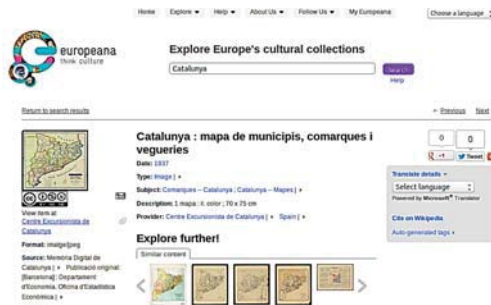 Home Explore Help About Us Follow Us My Europeana Choose a language
europeana
think culture
Explore Europe's cultural collections
Catalunya
Search
Help
Return to search results
Previous Next
Catalunya : mapa de municipis, comarques i
vegueries
Date: 1937
Type: Image |
Subject: Comarques -- Catalunya ; Catalunya -- Mapes |
Description: 1 mapa : il. color ; 70 x 75 cm
Provider: Centre Excursionista de Catalunya | Spain |
Explore further!
Similar content
View item at
Centre Excursionista de
Catalunya
Format: image/jpeg
Source: Memòria Digital de
Catalunya | Publicació original:
[Barcelona] : Departament
d'Economia. Oficina d'Estadística
Econòmica |
0 0
+1 Tweet
Translate details
Select language
Powered by Microsoft® Translator
Cite on Wikipedia
Auto-generated tags